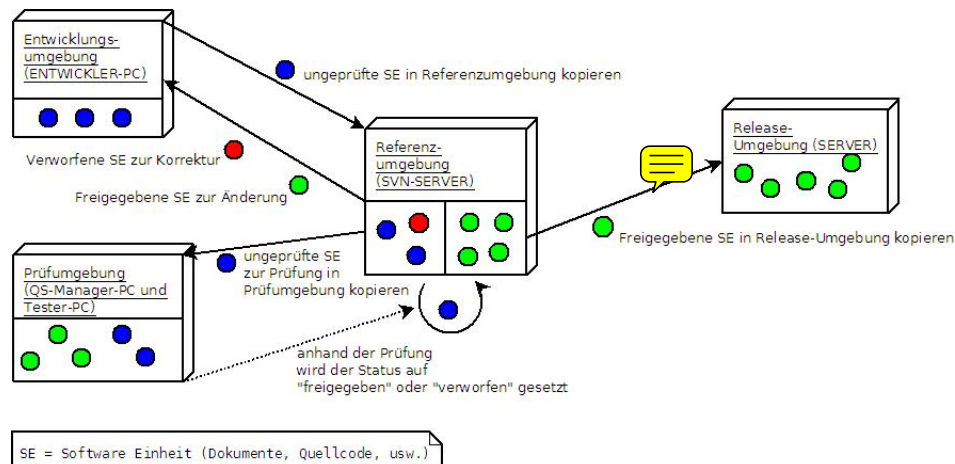 Entwicklungs-
umgebung
(ENTWICKLER-PC)
ungeprüfte SE in Referenzumgebung kopieren
Verworfene SE zur Korrektur
Freigegebene SE zur Änderung
Referenz-
umgebung
(SVN-SERVER)
Release-
Umgebung (SERVER)
Freigegebene SE in Release-Umgebung kopieren
Prüfumgebung
(QS-Manager-PC und
Tester-PC)
ungeprüfte SE
zur Prüfung in
Prüfumgebung kopieren
anhand der Prüfung
wird der Status auf
"freigegeben" oder "verworfen" gesetzt
SE = Software Einheit (Dokumente, Quellcode, usw.)